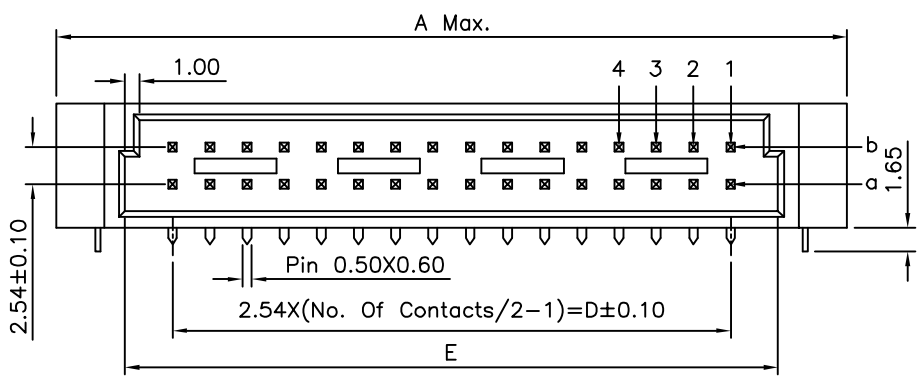 A Max.
1.00
4 3 2 1
b
a
1.65
2.54±0.10
Pin 0.50X0.60
2.54X(No. Of Contacts/2-1)=D±0.10
E